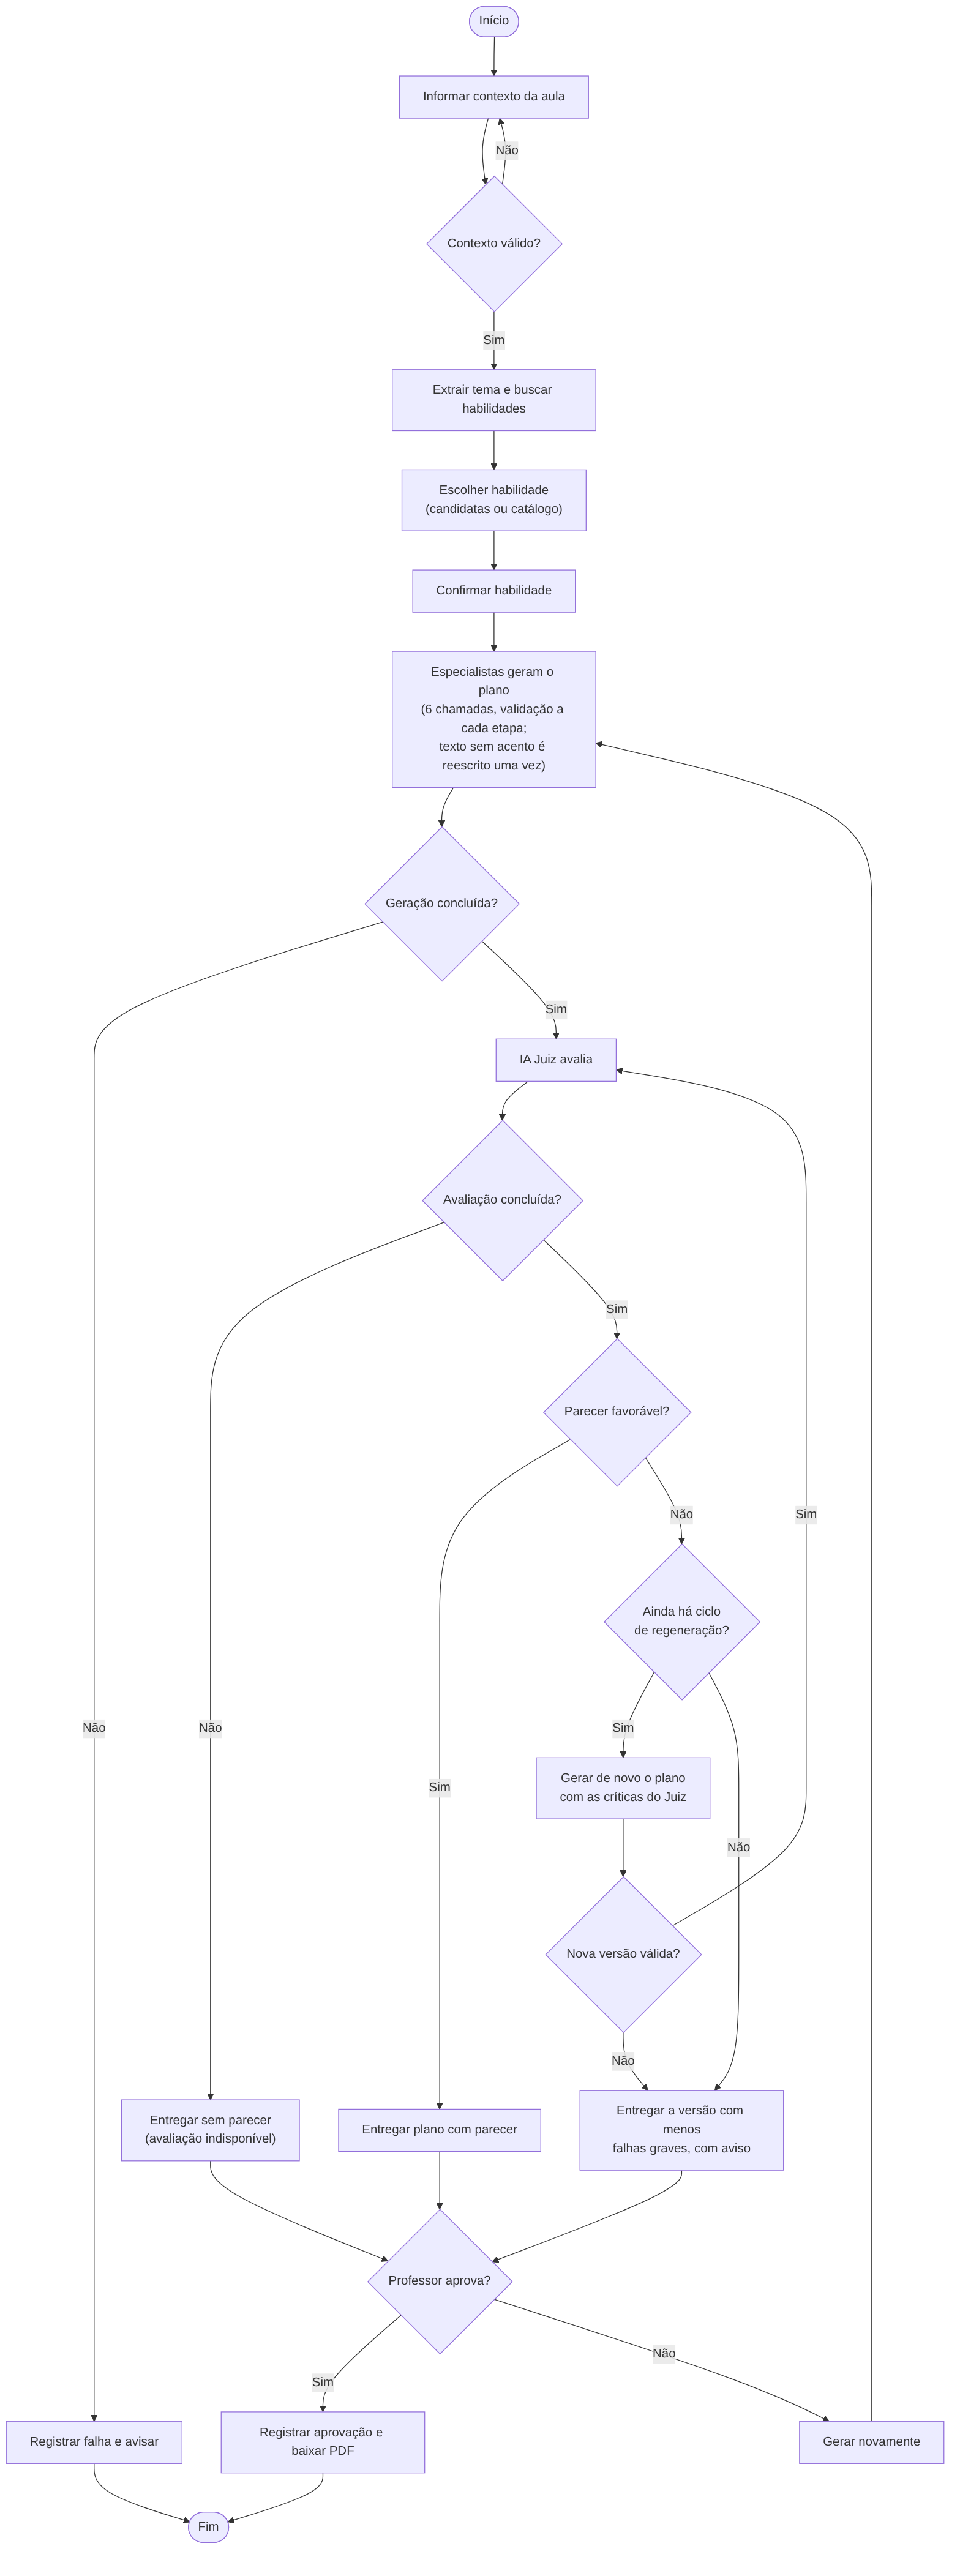 Início
Informar contexto da aula
Não
Contexto válido?
Sim
Extrair tema e buscar
habilidades
Escolher habilidade
(candidatas ou catálogo)
Confirmar habilidade
Especialistas geram o
plano
(6 chamadas, validação a
cada etapa;
texto sem acento é
reescrito uma vez)
Geração concluída?
Sim
IA Juiz avalia
Avaliação concluída?
Sim
Parecer favorável?
Não
Sim
Ainda há ciclo
de regeneração?
Não
Não
Sim
Sim
Gerar de novo o plano
com as críticas do Juiz
Não
Nova versão válida?
Não
Entregar sem parecer
(avaliação indisponível)
Entregar plano com parecer
Entregar a versão com
menos
falhas graves, com aviso
Professor aprova?
Sim
Não
Registrar falha e avisar
Registrar aprovação e
baixar PDF
Gerar novamente
Fim